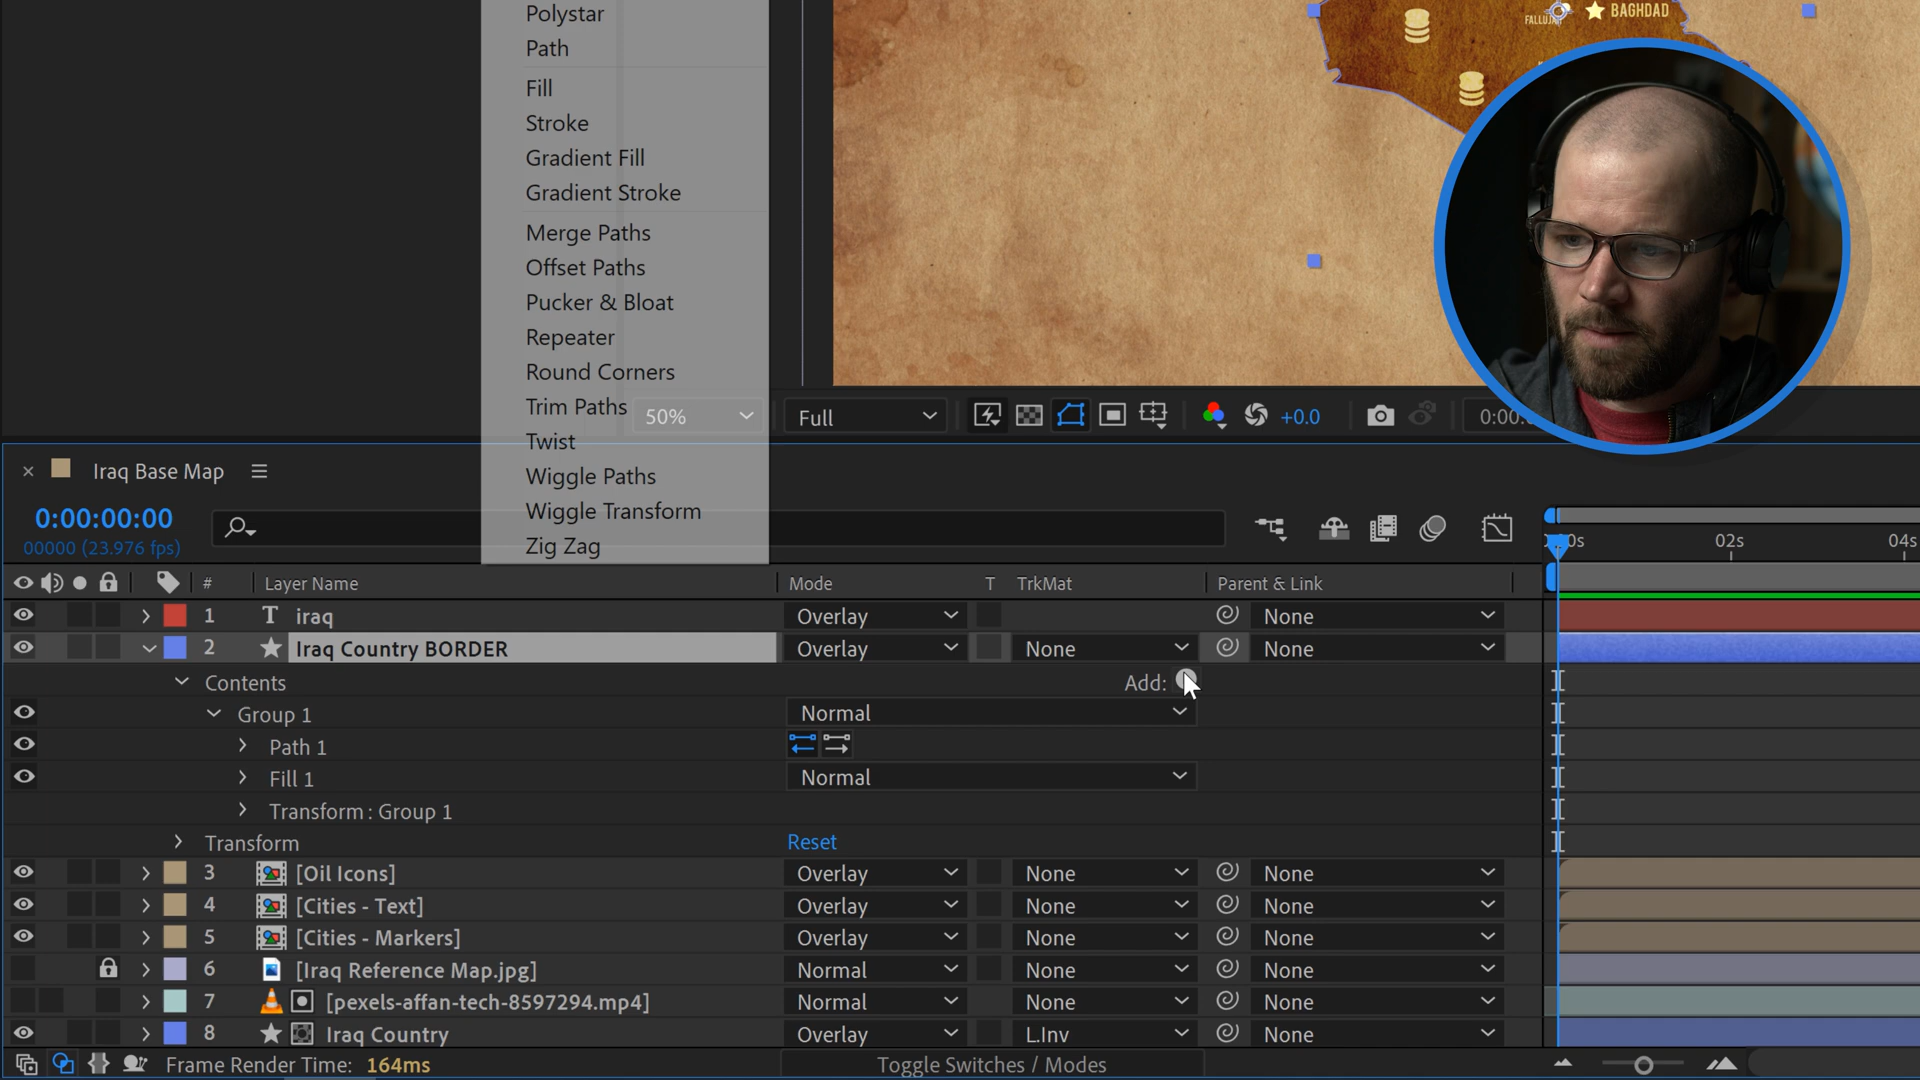 Polystar
Path
Fill
Stroke
Gradient Fill
Gradient Stroke
Merge Paths
Offset Paths
Pucker & Bloat
Repeater
Round Corners
Trim Paths
Twist
Wiggle Paths
Wiggle Transform
Zig Zag
BAGHDAD
50%
Full
+0.0
Iraq Base Map
0:00:00:00
00000 (23.976 fps)
02s
04s
# Layer Name Mode T TrkMat Parent & Link
1 T iraq Overlay None
2 Iraq Country BORDER Overlay None None
Contents Add:
Group 1 Normal
Path 1
Fill 1 Normal
Transform : Group 1
Transform Reset
3 [Oil Icons] Overlay None None
4 [Cities - Text] Overlay None None
5 [Cities - Markers] Overlay None None
6 [Iraq Reference Map.jpg] Normal None None
7 [pexels-affan-tech-8597294.mp4] Normal None None
8 Iraq Country Overlay L.Inv None
Frame Render Time: 164ms
Toggle Switches / Modes